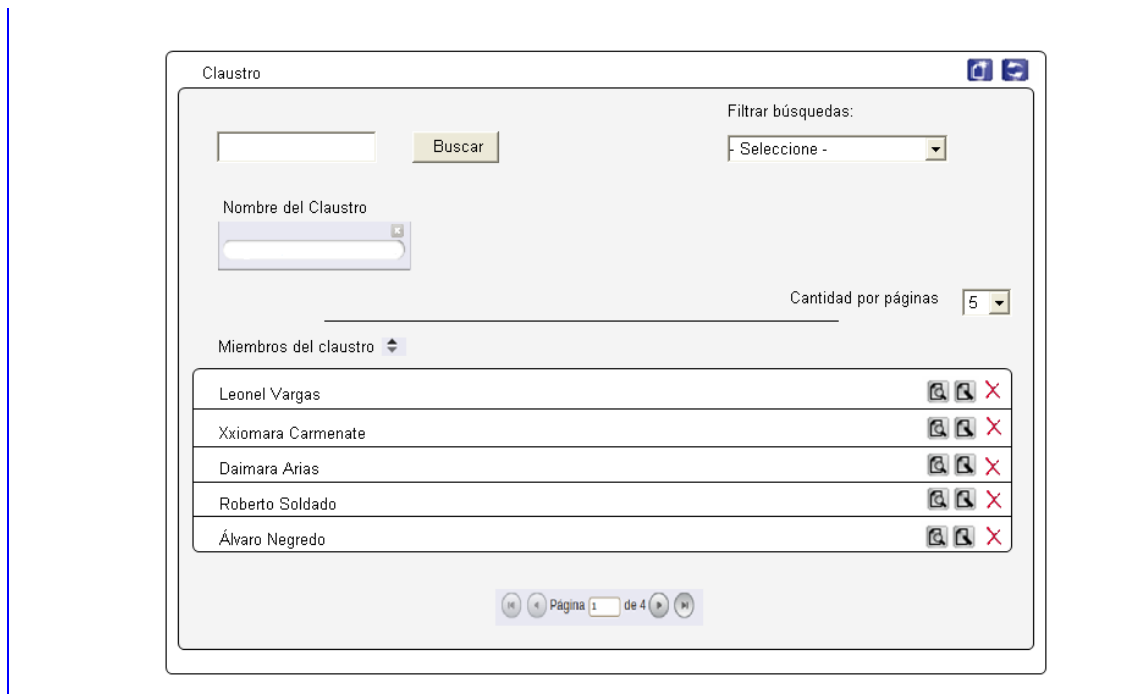 Claustro
Filtrar búsquedas:
Buscar
- Seleccione -
Nombre del Claustro
Cantidad por páginas 5
Miembros del claustro
Leonel Vargas
Xxiomara Carmenate
Daimara Arias
Roberto Soldado
Álvaro Negredo
Página 1 de 4